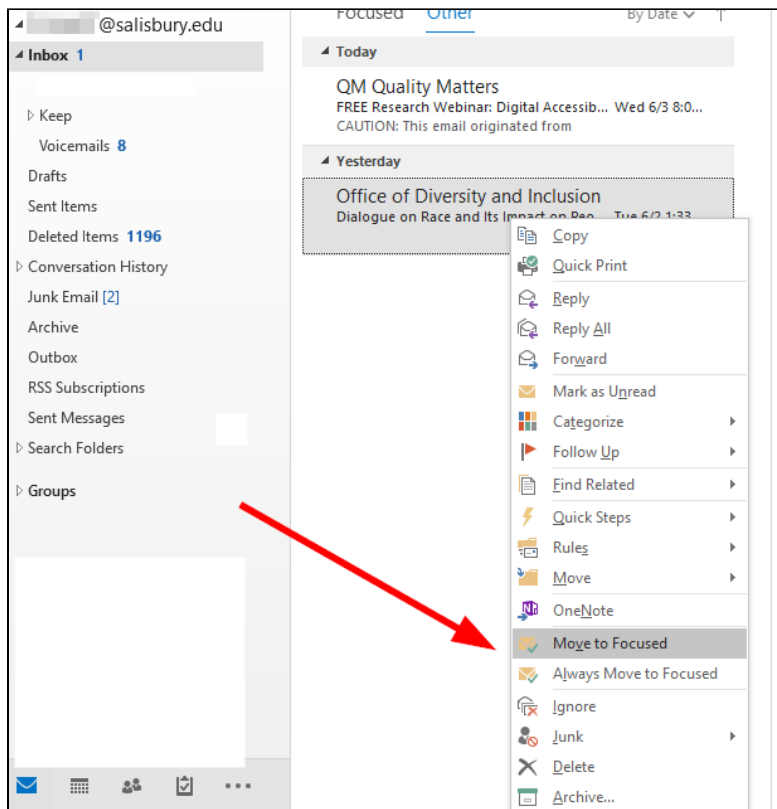 @salisbury.edu
Inbox 1
Keep
Voicemails 8
Drafts
Sent Items
Deleted Items 1196
Conversation History
Junk Email [2]
Archive
Outbox
RSS Subscriptions
Sent Messages
Search Folders
Groups
Focused Other By Date
Today
QM Quality Matters
FREE Research Webinar: Digital Accessib... Wed 6/3 8:0...
CAUTION: This email originated from
Yesterday
Office of Diversity and Inclusion
Dialogue on Race and Its Impact on Peo... Tue 6/2 1:33
Copy
Quick Print
Reply
Reply All
Forward
Mark as Unread
Categorize
Follow Up
Find Related
Quick Steps
Rules
Move
OneNote
Move to Focused
Always Move to Focused
Ignore
Junk
Delete
Archive...